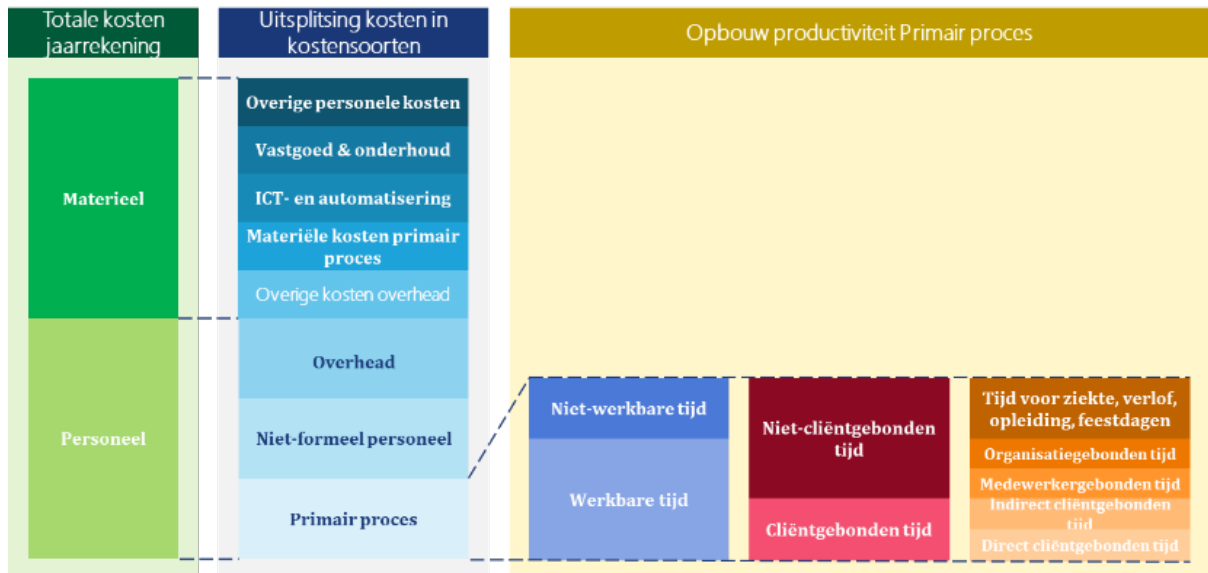 Totale kosten
jaarrekening
Uitsplitsing kosten in
kostensoorten
Opbouw productiviteit Primair proces
Materieel
Personeel
Overige personele kosten
Vastgoed & onderhoud
ICT- en automatisering
Materiële kosten primair
proces
Overige kosten overhead
Overhead
Niet-formeel personeel
Primair proces
Niet-werkbare tijd
Werkbare tijd
Niet-cliëntgebonden
tijd
Cliëntgebonden tijd
Tijd voor ziekte, verlof,
opleiding, feestdagen
Organisatiegebonden tijd
Medewerkergebonden tijd
Indirect cliëntgebonden
tijd
Direct cliëntgebonden tijd